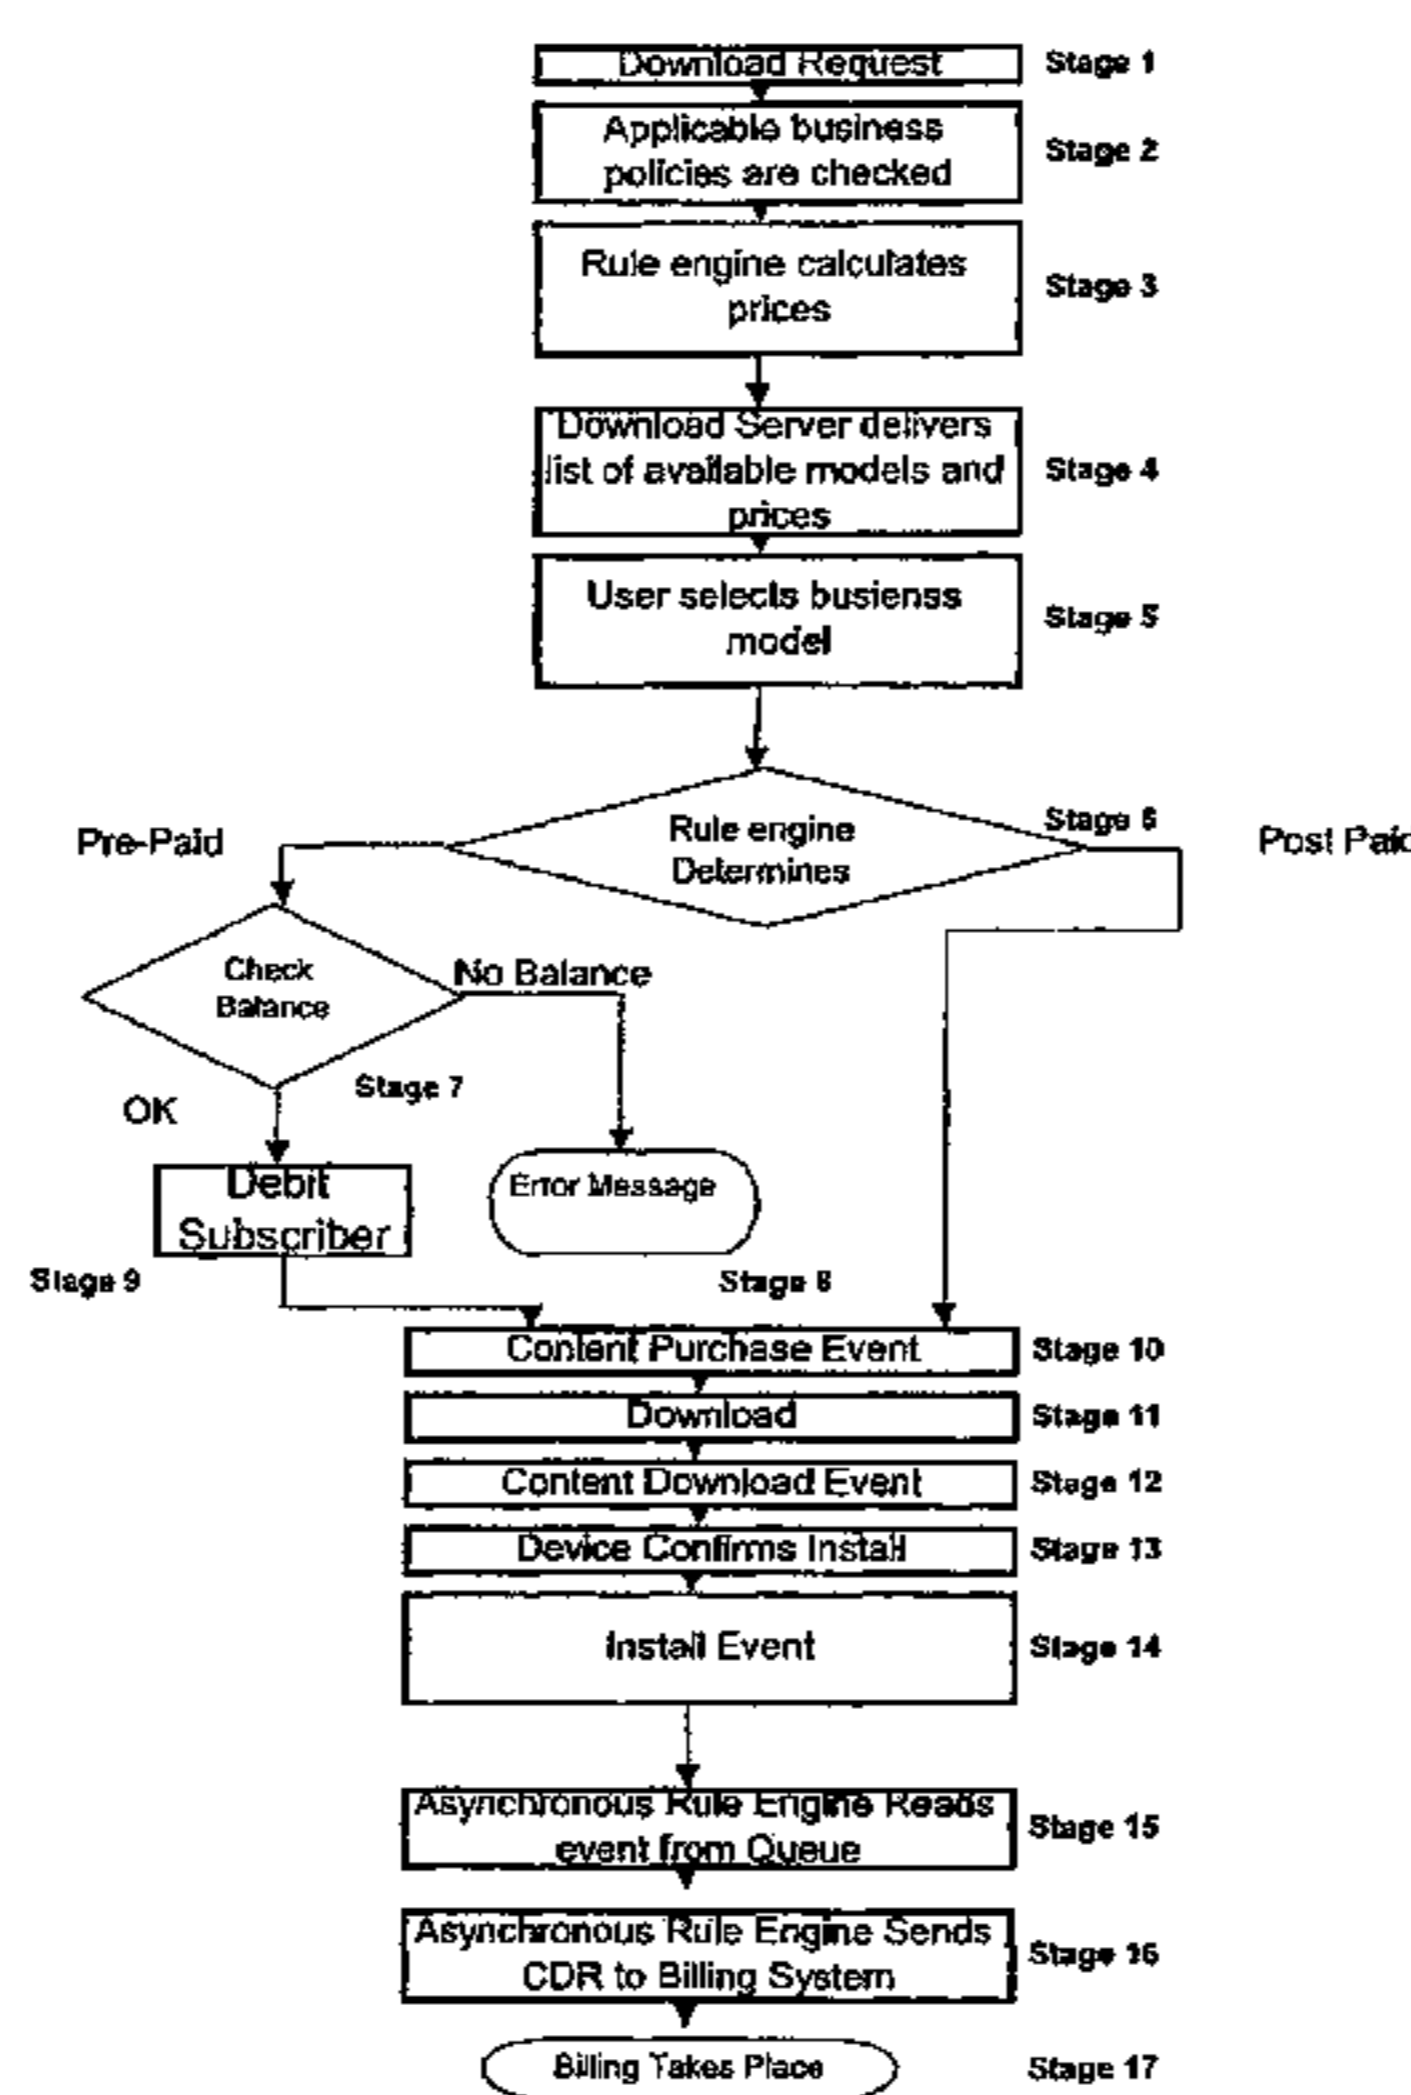 Download Request
Stage 1
Applicable business
policies are checked
Stage 2
Rule engine calculates
prices
Stage 3
Download Server delivers
list of available models and
prices
Stage 4
User selects busienss
model
Stage 5
Rule engine
Determines
Stage 6
Pre-Paid
Post Paid
Check
Balance
No Balance
Stage 7
OK
Debit
Subscriber
Error Message
Stage 9
Stage 8
Content Purchase Event
Stage 10
Download
Stage 11
Content Download Event
Stage 12
Device Confirms Install
Stage 13
Install Event
Stage 14
Asynchronous Rule Engine Reads
event from Queue
Stage 15
Asynchronous Rule Engine Sends
CDR to Billing System
Stage 16
Billing Takes Place
Stage 17